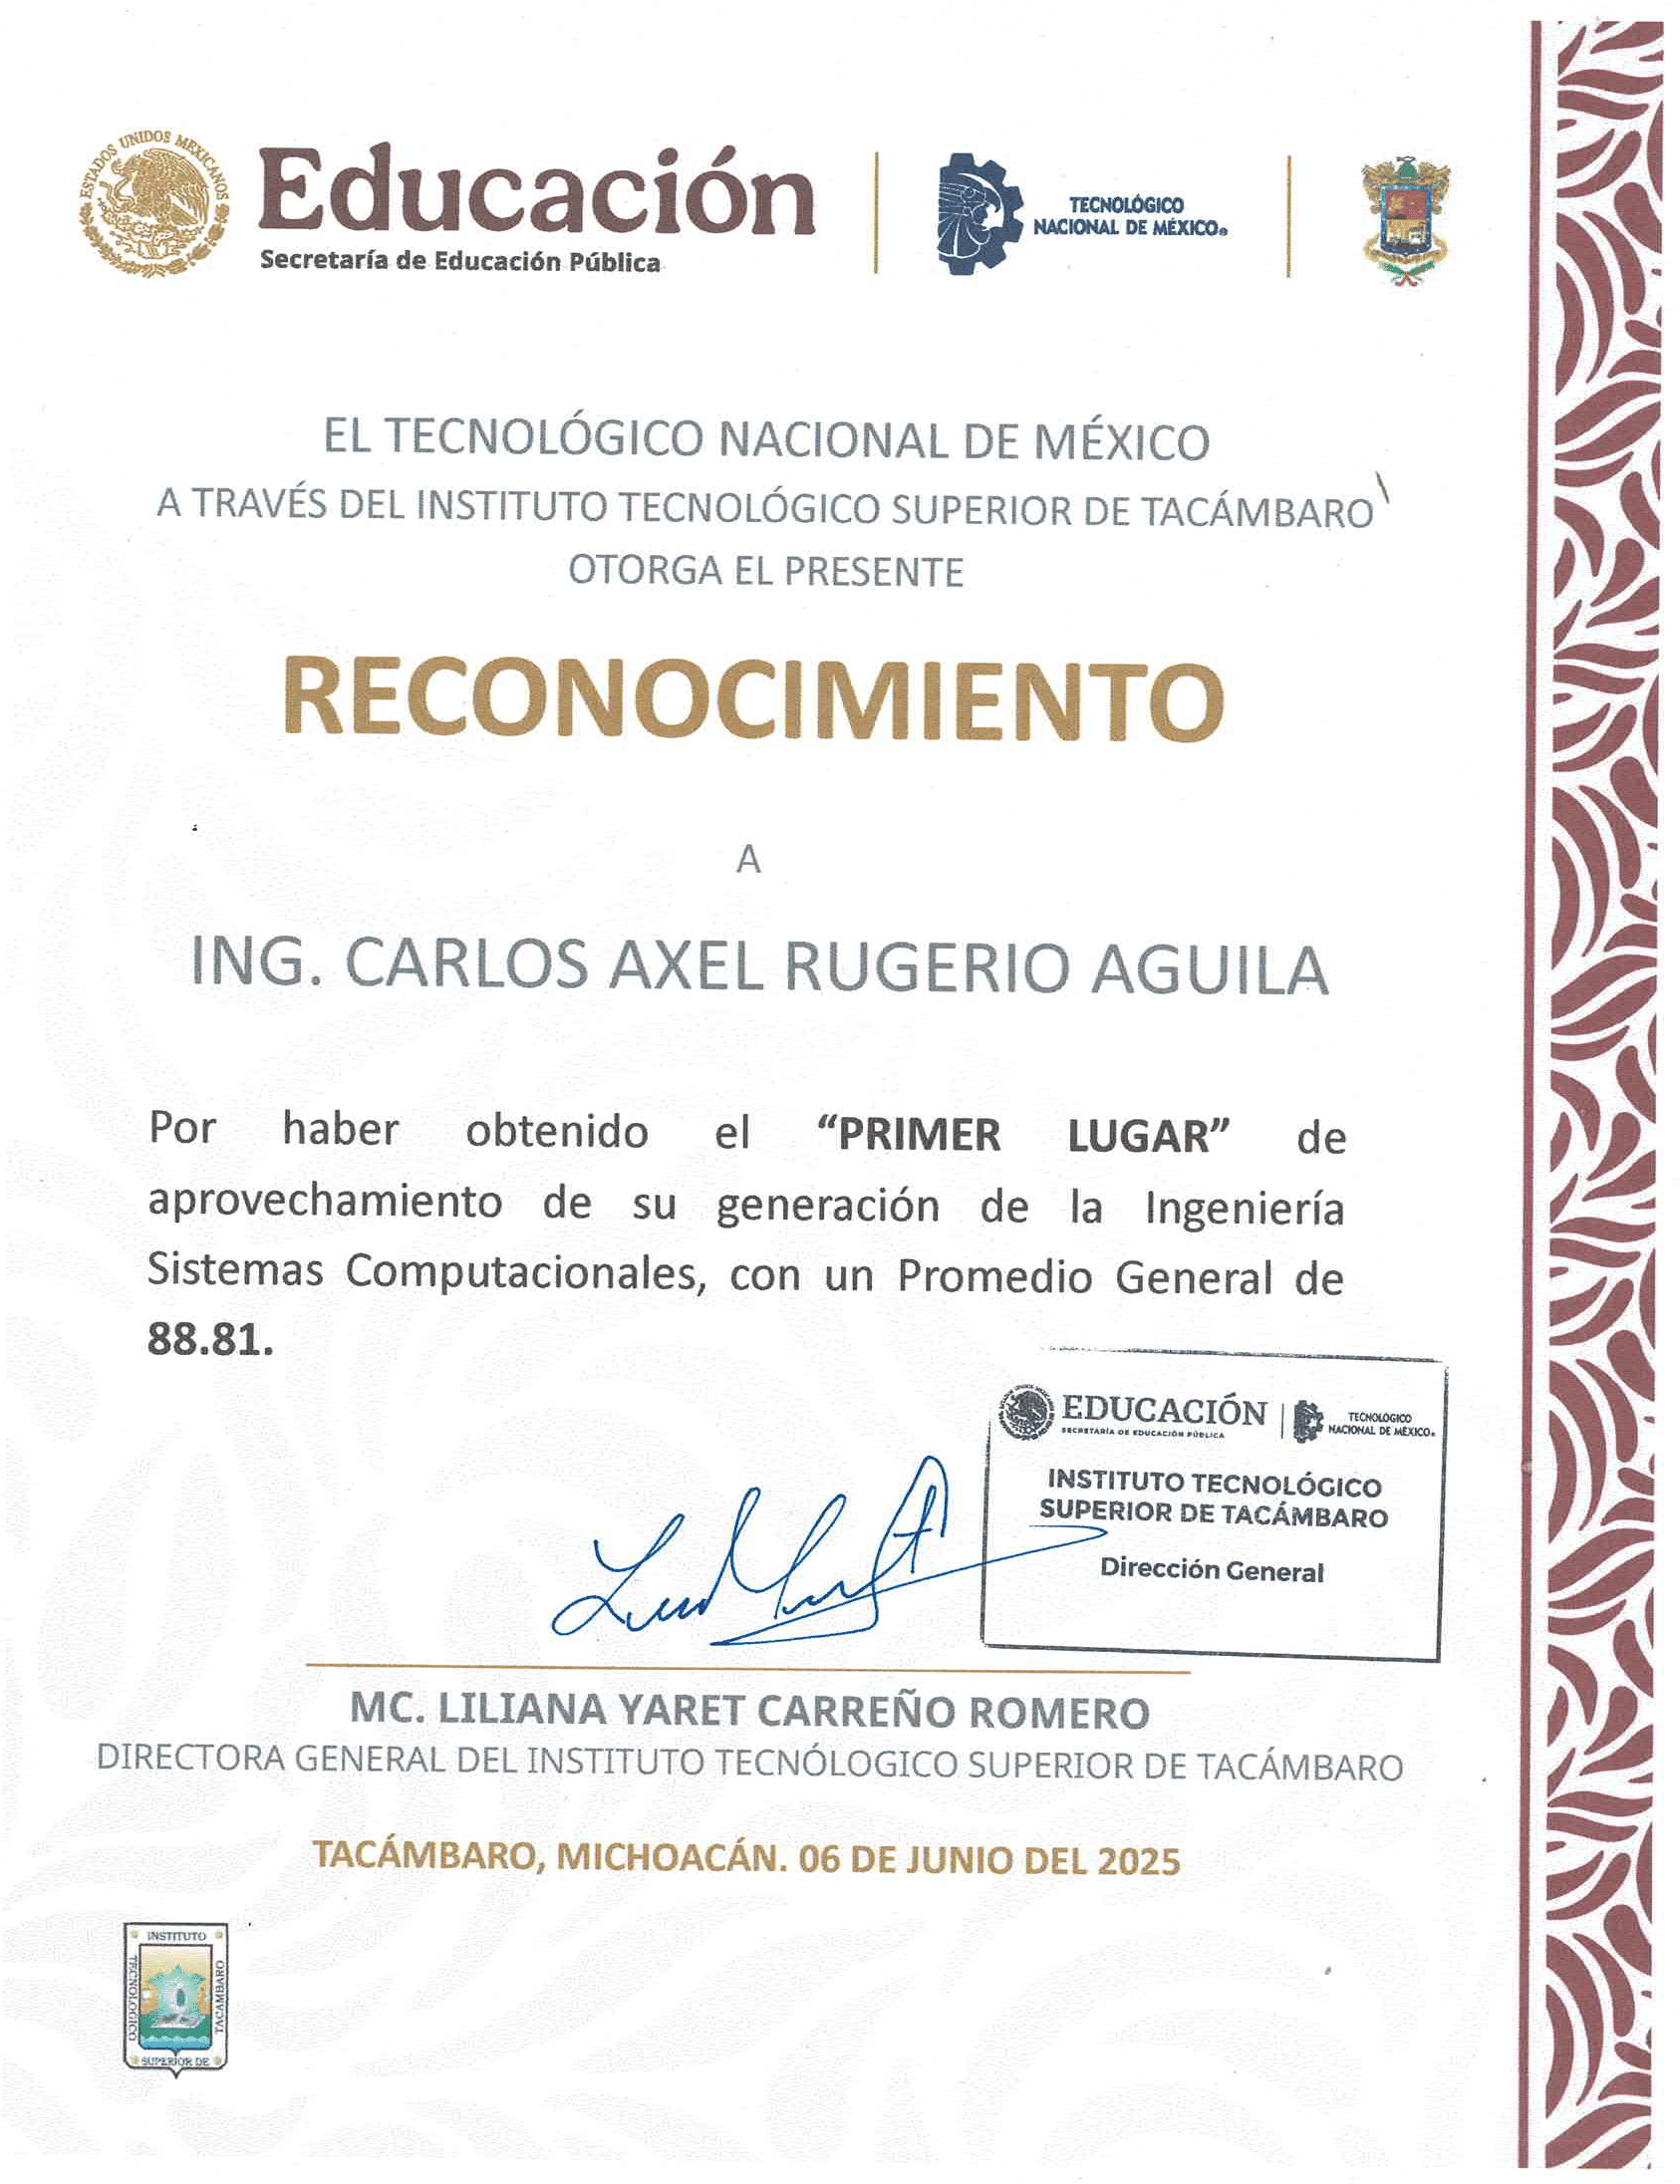 ESTADOS UNIDOS MEXICANOS
Educación
Secretaría de Educación Pública
TECNOLÓGICO
NACIONAL DE MÉXICO®
EL TECNOLÓGICO NACIONAL DE MÉXICO
A TRAVÉS DEL INSTITUTO TECNOLÓGICO SUPERIOR DE TACÁMBARO
OTORGA EL PRESENTE
RECONOCIMIENTO
A
ING. CARLOS AXEL RUGERIO AGUILA
Por haber obtenido el “PRIMER LUGAR” de
aprovechamiento de su generación de la Ingeniería
Sistemas Computacionales, con un Promedio General de
88.81.
EDUCACIÓN
SECRETARÍA DE EDUCACIÓN PÚBLICA
TECNOLÓGICO
NACIONAL DE MÉXICO®
INSTITUTO TECNOLÓGICO
SUPERIOR DE TACÁMBARO
Dirección General
MC. LILIANA YARET CARREÑO ROMERO
DIRECTORA GENERAL DEL INSTITUTO TECNÓLOGICO SUPERIOR DE TACÁMBARO
TACÁMBARO, MICHOACÁN. 06 DE JUNIO DEL 2025
INSTITUTO
TECNOLOGICO
SUPERIOR DE
TACAMBARO